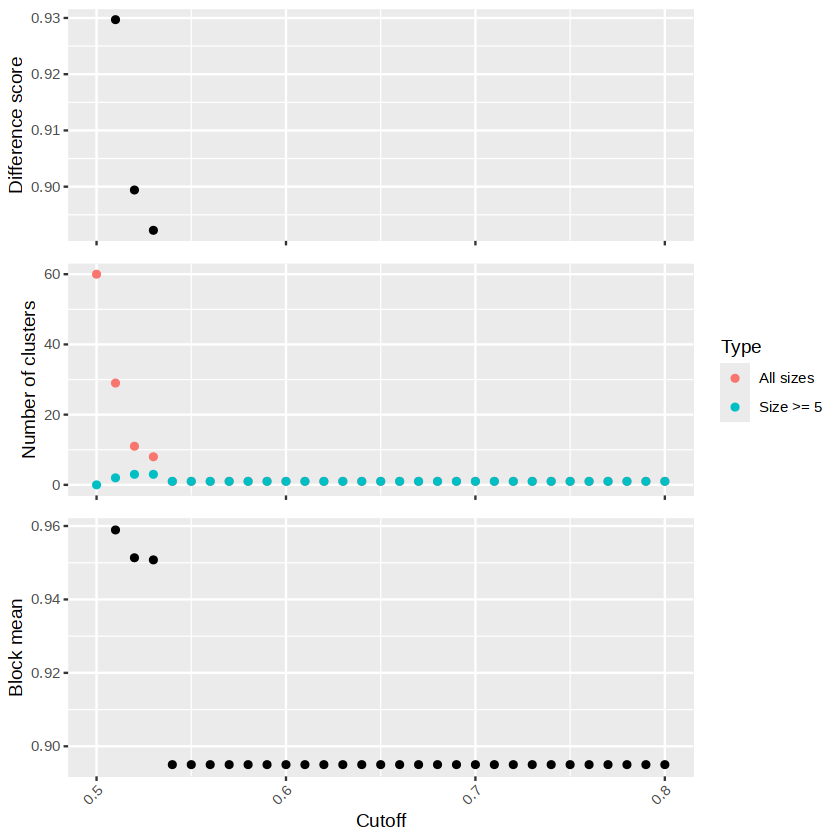 Difference score
0.93
0.92
0.91
0.90
Number of clusters
60
40
20
0
Type
All sizes
Size >= 5
Block mean
0.96
0.94
0.92
0.90
0.5
0.6
0.7
0.8
Cutoff